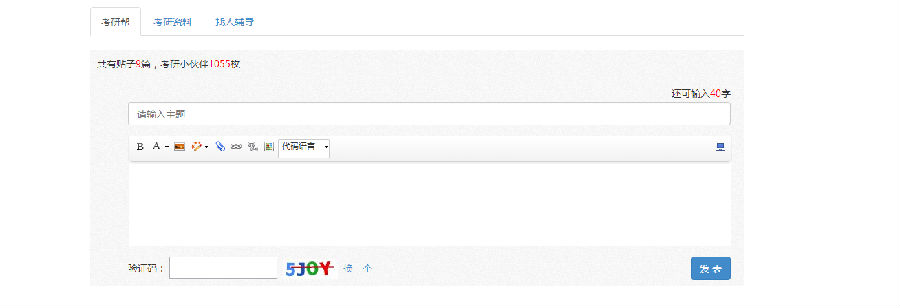 考研帮 考研资料 找人辅导
共有贴子9篇，考研小伙伴1055枚
还可输入40字
请输入主题
B A 代码语言
验证码： 5JOY 换一个
发表